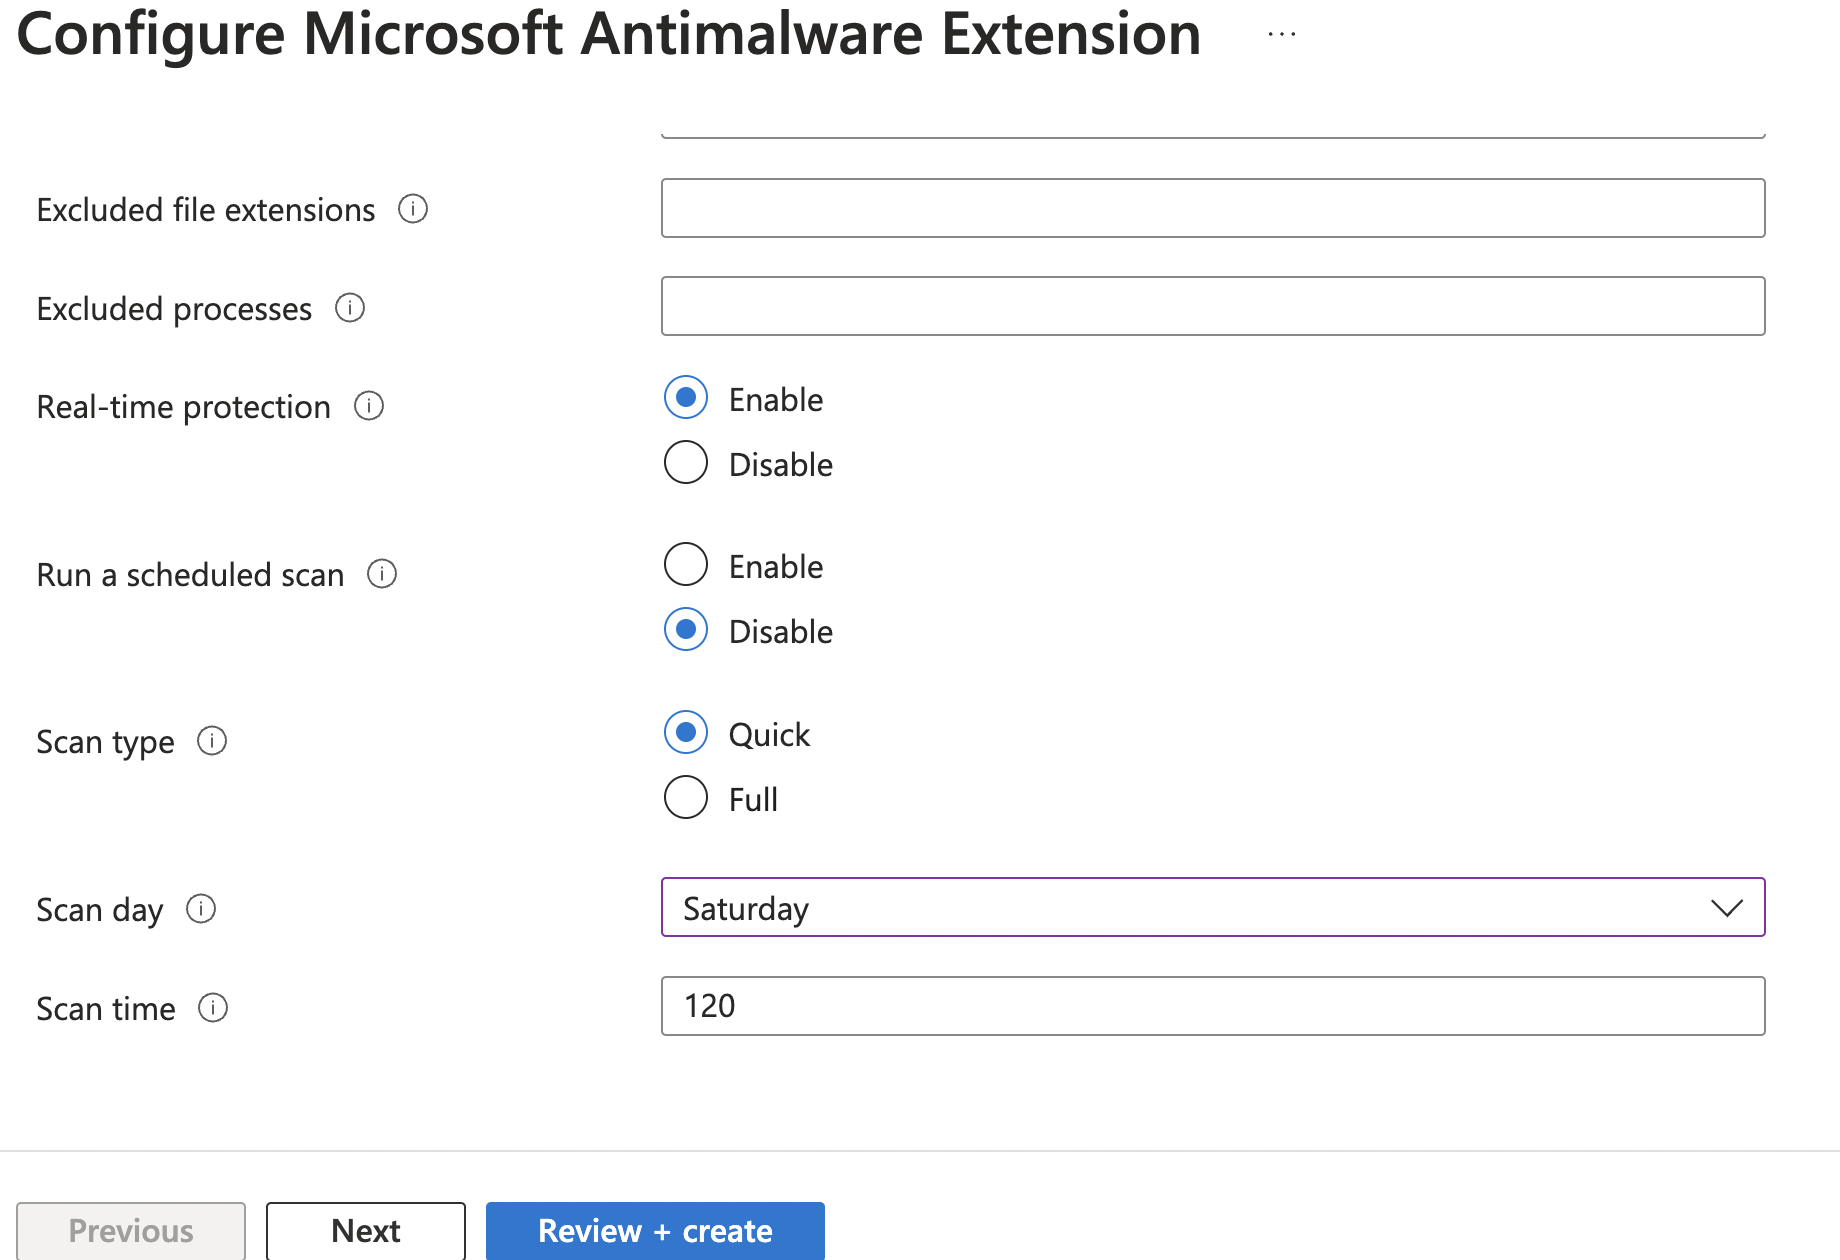 Configure Microsoft Antimalware Extension ...
Excluded file extensions
Excluded processes
Real-time protection
Enable
Disable
Run a scheduled scan
Enable
Disable
Scan type
Quick
Full
Scan day
Saturday
Scan time
120
Previous
Next
Review + create